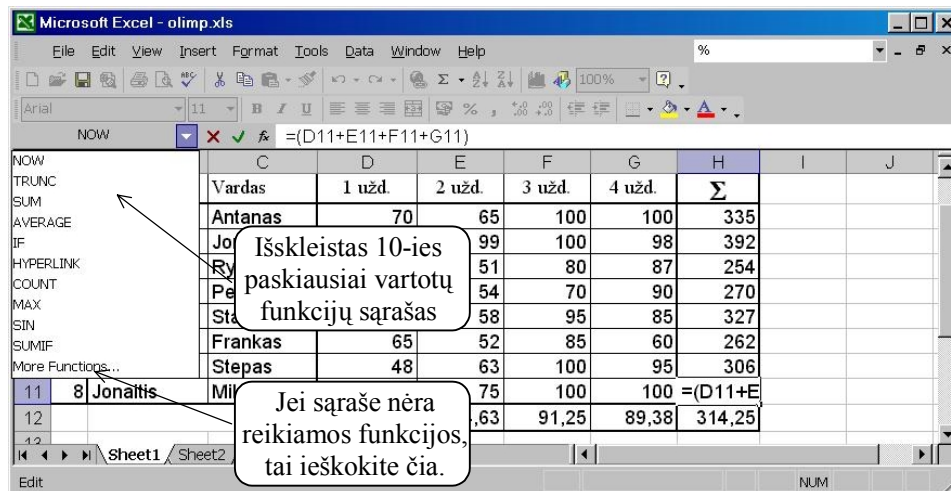 Microsoft Excel - olimp.xls
File Edit View Insert Format Tools Data Window Help %
Arial 11 B I U 100%
NOW =(D11+E11+F11+G11)
NOW
TRUNC
SUM
AVERAGE
IF
HYPERLINK
COUNT
MAX
SIN
SUMIF
More Functions...
C D E F G H I J
Vardas 1 užd. 2 užd. 3 užd. 4 užd. Σ
Antanas 70 65 100 100 335
99 100 98 392
51 80 87 254
54 70 90 270
58 95 85 327
Frankas 65 52 85 60 262
Stepas 48 63 100 95 306
11 8 Jonaitis 75 100 100 =(D11+E
12 ,63 91,25 89,38 314,25
Išskleistas 10-ies
paskiausiai vartotų
funkcijų sąrašas
Jei sąraše nėra
reikiamos funkcijos,
tai ieškokite čia.
Sheet1 Sheet2
Edit NUM